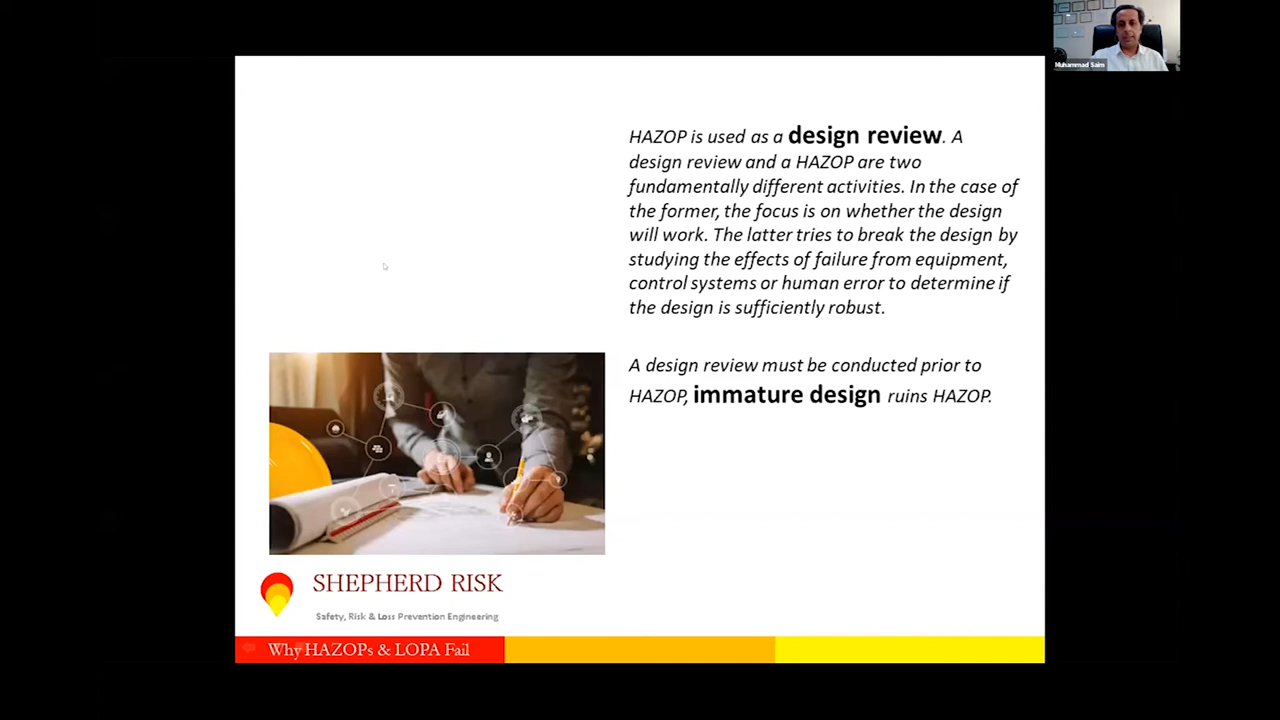 Muhammad Saim
HAZOP is used as a design review. A
design review and a HAZOP are two
fundamentally different activities. In the case of
the former, the focus is on whether the design
will work. The latter tries to break the design by
studying the effects of failure from equipment,
control systems or human error to determine if
the design is sufficiently robust.
A design review must be conducted prior to
HAZOP, immature design ruins HAZOP.
SHEPHERD RISK
Safety, Risk & Loss Prevention Engineering
Why HAZOPs & LOPA Fail